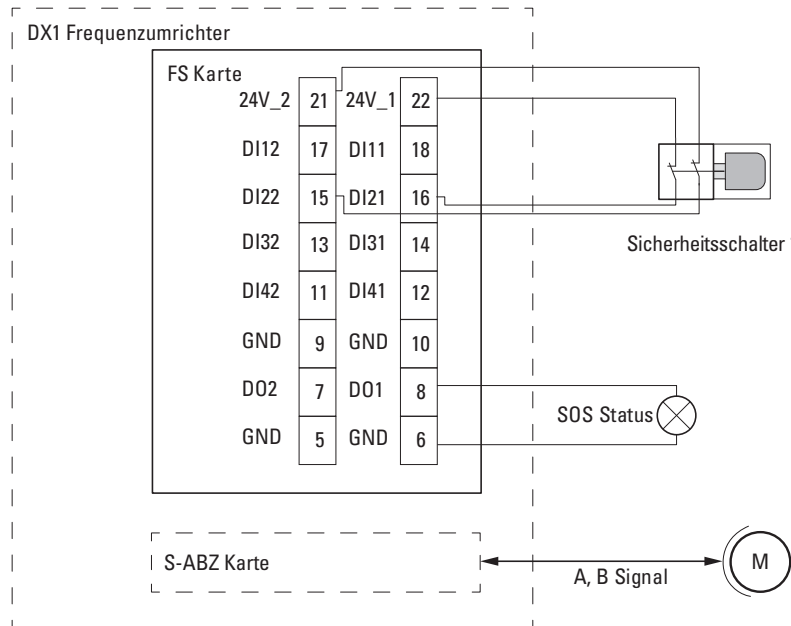 DX1 Frequenzumrichter
FS Karte
24V_2 21 24V_1 22
DI12 17 DI11 18
DI22 15 DI21 16
DI32 13 DI31 14
DI42 11 DI41 12
GND 9 GND 10
DO2 7 DO1 8
GND 5 GND 6
Sicherheitsschalter
SOS Status
S-ABZ Karte
A, B Signal
M